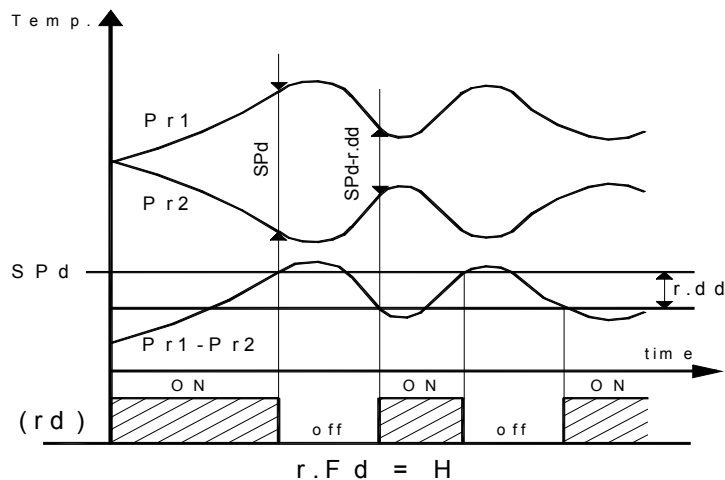 Temp.
Pr1
SPd
SPd-r.dd
Pr2
SPd
r.dd
Pr1-Pr2
time
ON
ON
ON
(rd)
off
off
r.Fd = H